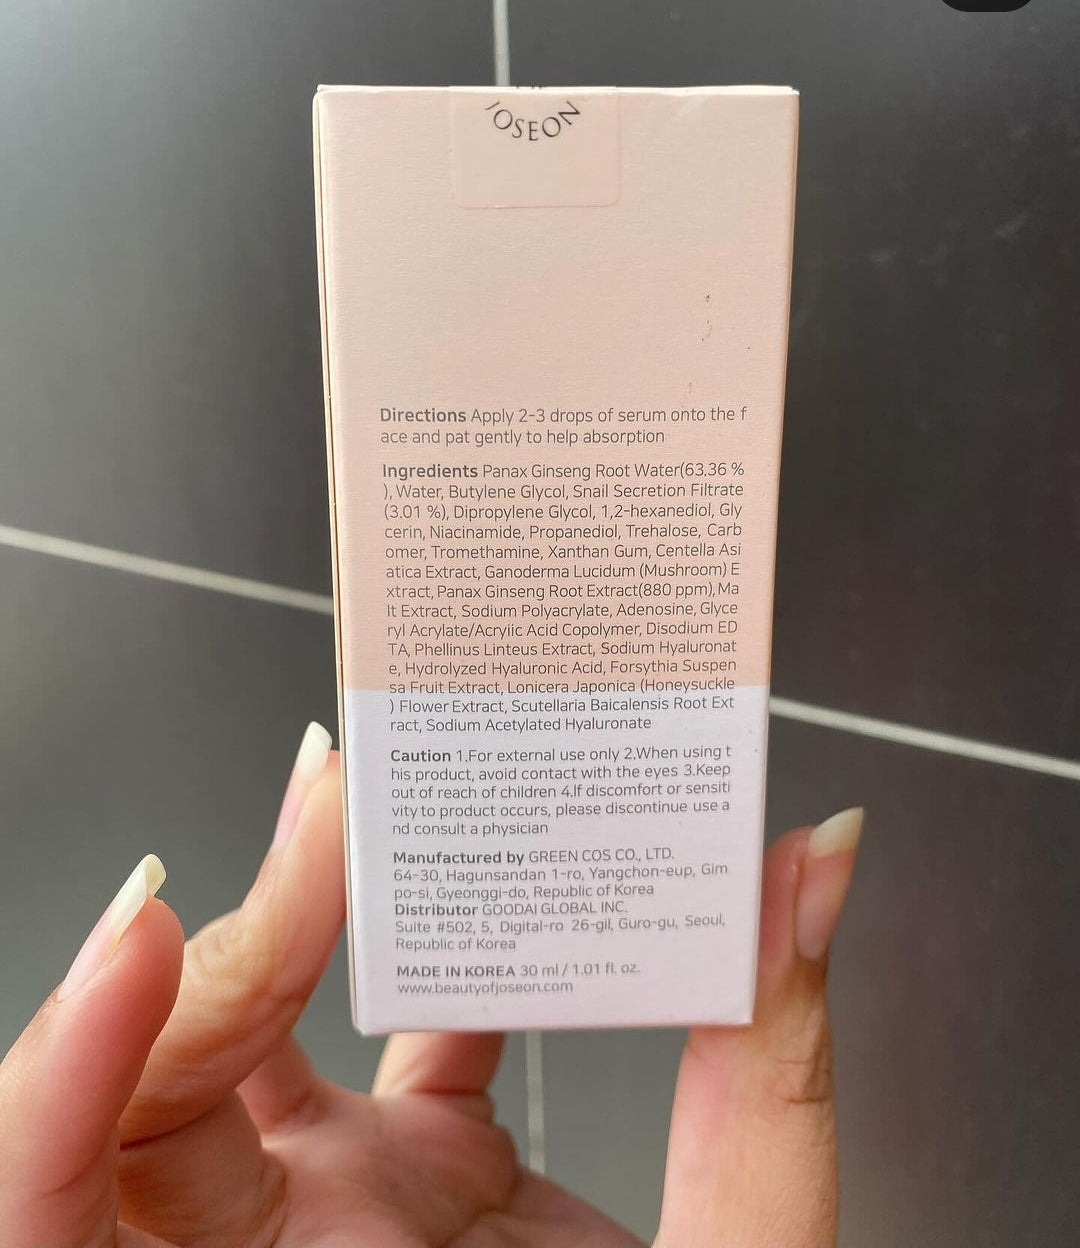 JOSEON
Directions Apply 2-3 drops of serum onto the f
ace and pat gently to help absorption
Ingredients Panax Ginseng Root Water(63.36 %
), Water, Butylene Glycol, Snail Secretion Filtrate
(3.01 %), Dipropylene Glycol, 1,2-hexanediol, Gly
cerin, Niacinamide, Propanediol, Trehalose, Carb
omer, Tromethamine, Xanthan Gum, Centella Asi
atica Extract, Ganoderma Lucidum (Mushroom) E
xtract, Panax Ginseng Root Extract(880 ppm), Ma
lt Extract, Sodium Polyacrylate, Adenosine, Glyce
ryl Acrylate/Acryliic Acid Copolymer, Disodium ED
TA, Phellinus Linteus Extract, Sodium Hyaluronat
e, Hydrolyzed Hyaluronic Acid, Forsythia Suspen
sa Fruit Extract, Lonicera Japonica (Honeysuckle
) Flower Extract, Scutellaria Baicalensis Root Ext
ract, Sodium Acetylated Hyaluronate
Caution 1.For external use only 2.When using t
his product, avoid contact with the eyes 3.Keep
out of reach of children 4.If discomfort or sensiti
vity to product occurs, please discontinue use a
nd consult a physician
Manufactured by GREEN COS CO., LTD.
64-30, Hagunsandan 1-ro, Yangchon-eup, Gim
po-si, Gyeonggi-do, Republic of Korea
Distributor GOODAI GLOBAL INC.
Suite #502, 5, Digital-ro 26-gil, Guro-gu, Seoul,
Republic of Korea
MADE IN KOREA 30 ml / 1.01 fl. oz.
www.beautyofjoseon.com